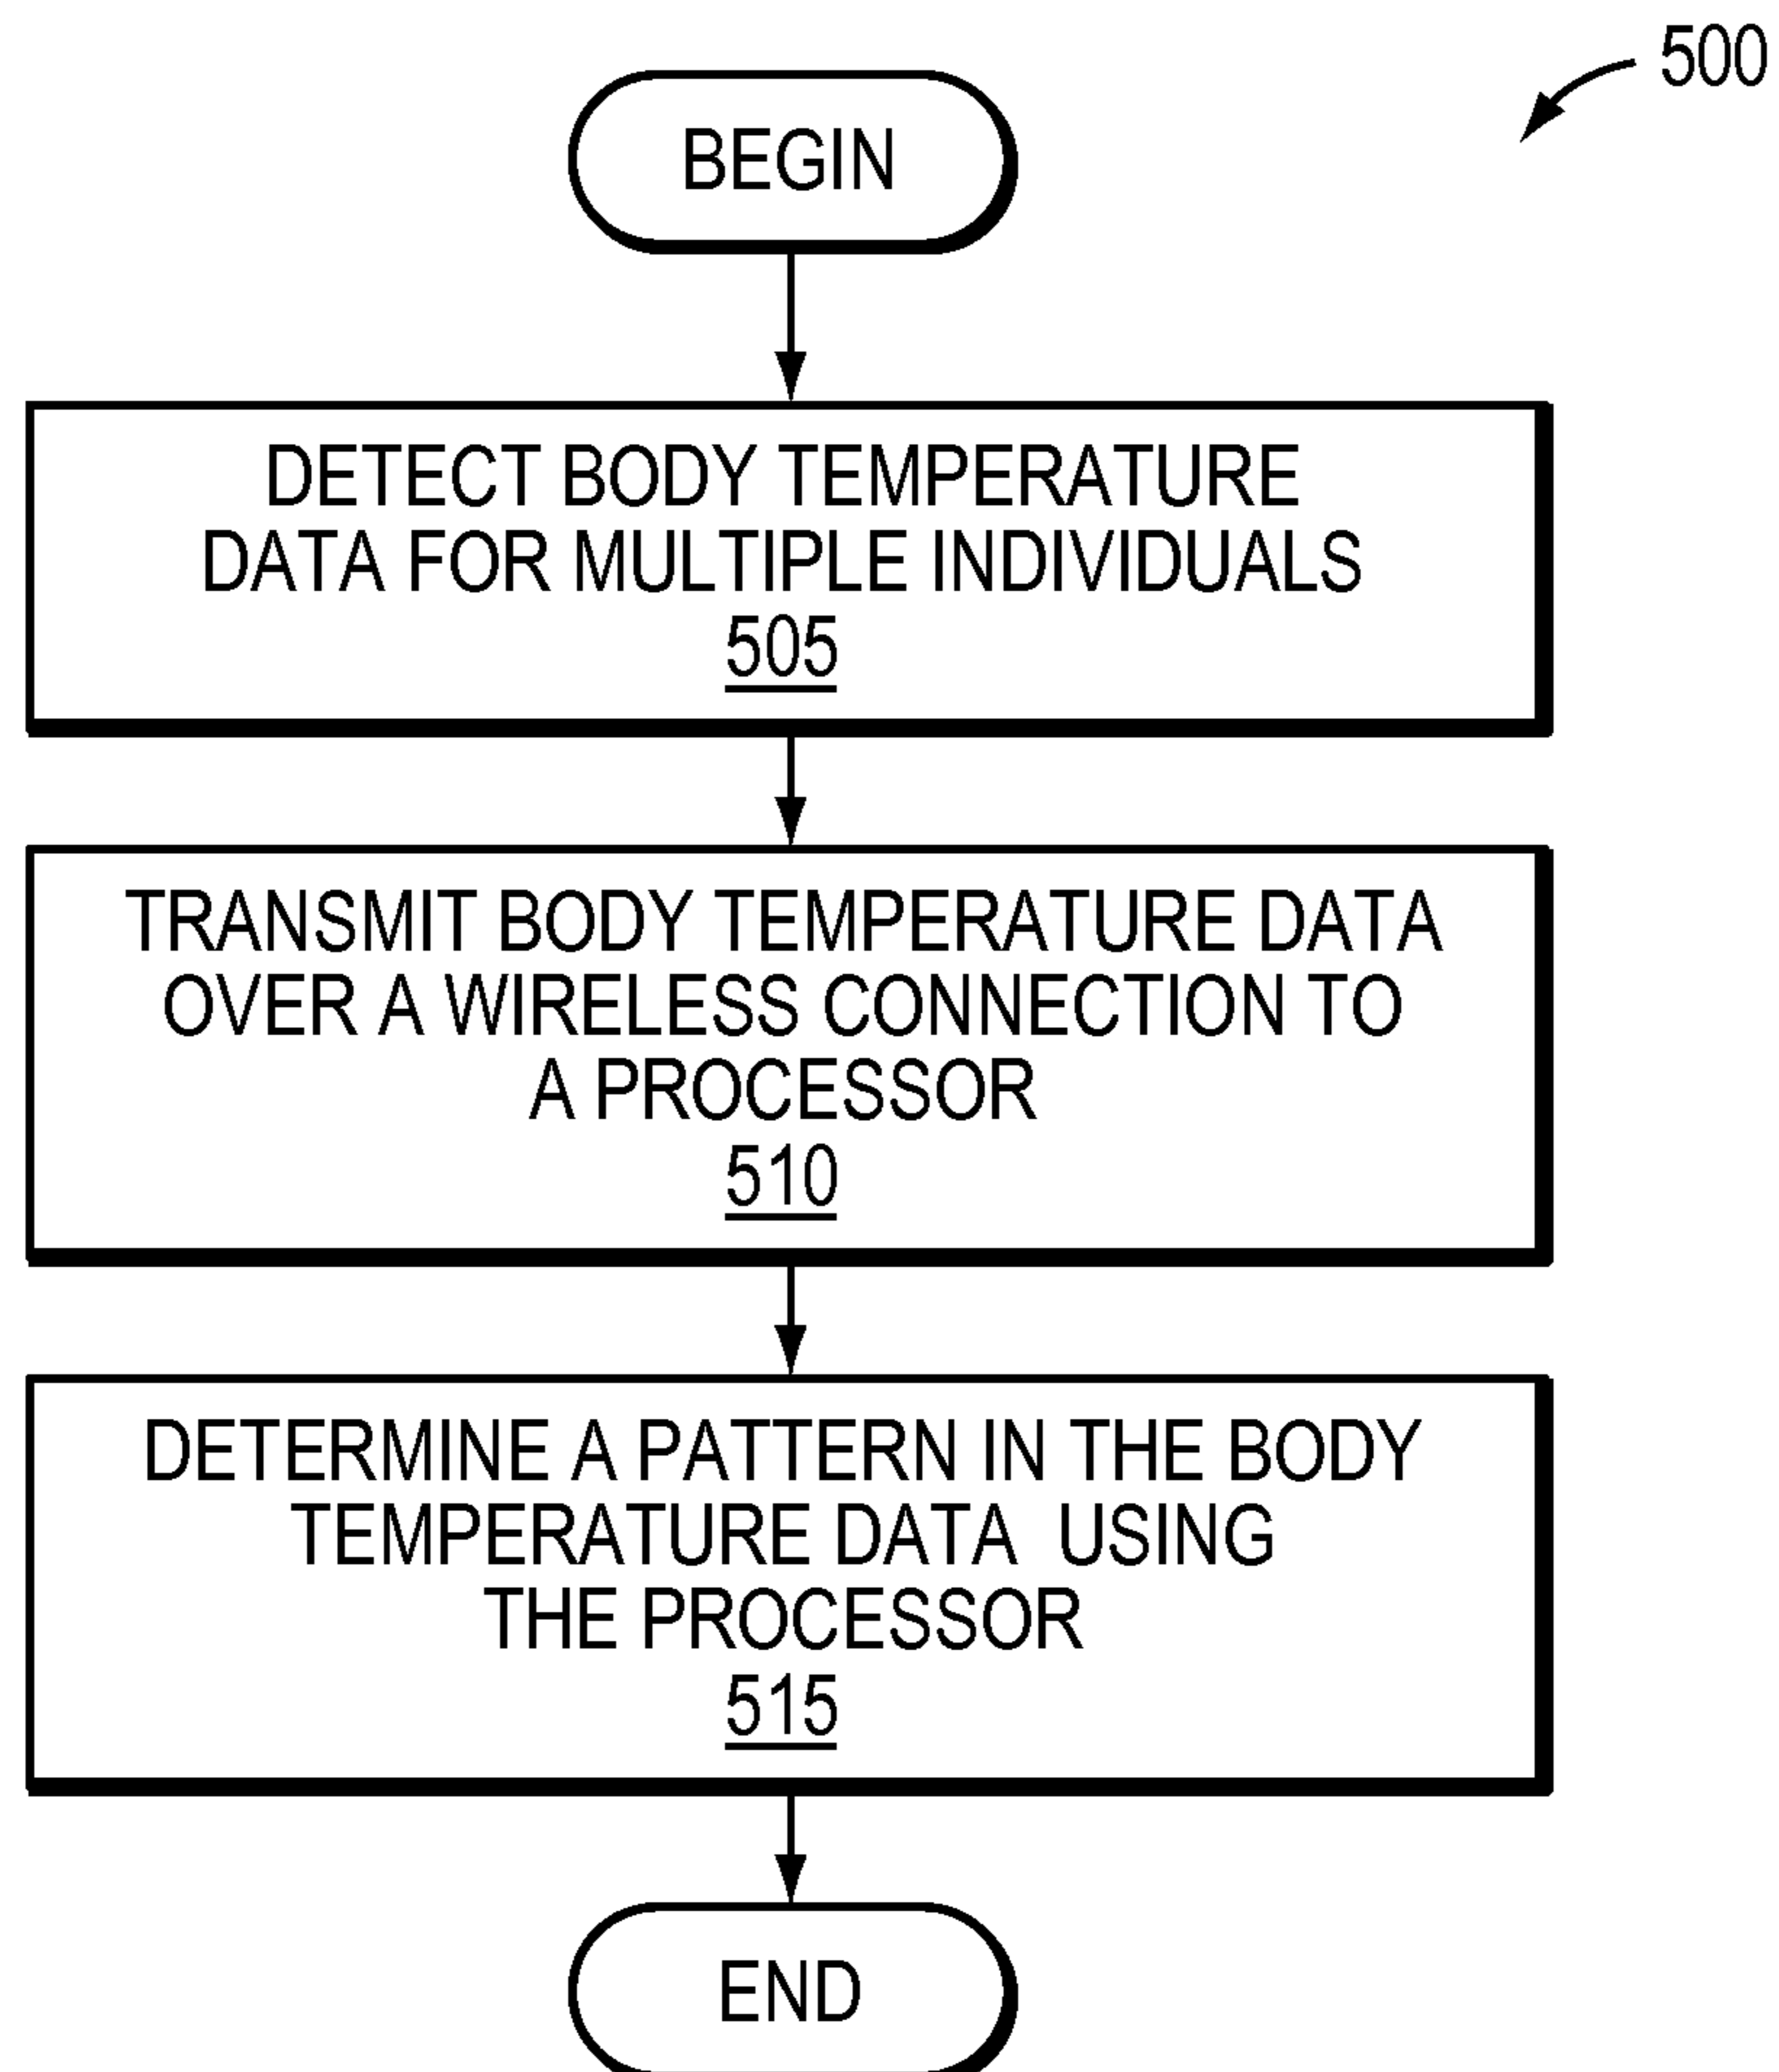 500
BEGIN
DETECT BODY TEMPERATURE
DATA FOR MULTIPLE INDIVIDUALS
505
TRANSMIT BODY TEMPERATURE DATA
OVER A WIRELESS CONNECTION TO
A PROCESSOR
510
DETERMINE A PATTERN IN THE BODY
TEMPERATURE DATA USING
THE PROCESSOR
515
END